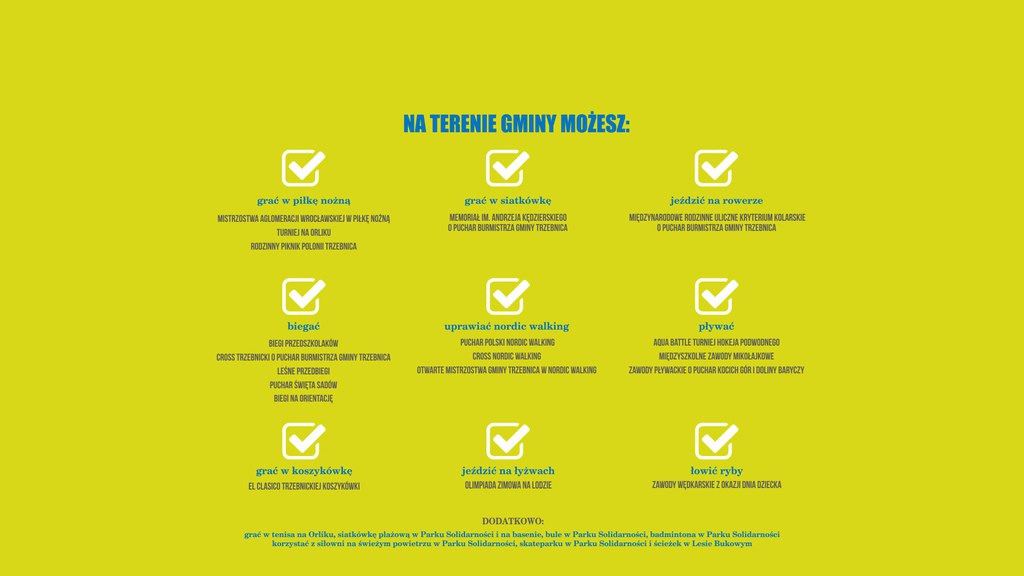 NA TERENIE GMINY MOŻESZ:
grać w piłkę nożną
MISTRZOSTWA AGLOMERACJI WROCŁAWSKIEJ W PIŁKĘ NOŻNĄ
TURNIEJ NA ORLIKU
RODZINNY PIKNIK POLONII TRZEBNICA
grać w siatkówkę
MEMORIAŁ IM. ANDRZEJA KĘDZIERSKIEGO
O PUCHAR BURMISTRZA GMINY TRZEBNICA
jeździć na rowerze
MIĘDZYNARODOWE RODZINNE ULICZNE KRYTERIUM KOLARSKIE
O PUCHAR BURMISTRZA GMINY TRZEBNICA
biegać
BIEGI PRZEDSZKOLAKÓW
CROSS TRZEBNICKI O PUCHAR BURMISTRZA GMINY TRZEBNICA
LEŚNE PRZEDBIEGI
PUCHAR ŚWIĘTA SADÓW
BIEGI NA ORIENTACJĘ
uprawiać nordic walking
PUCHAR POLSKI NORDIC WALKING
CROSS NORDIC WALKING
OTWARTE MISTRZOSTWA GMINY TRZEBNICA W NORDIC WALKING
pływać
AQUA BATTLE TURNIEJ HOKEJA PODWODNEGO
MIĘDZYSZKOLNE ZAWODY MIKOŁAJKOWE
ZAWODY PŁYWACKIE O PUCHAR KOCICH GÓR I DOLINY BARYCZY
grać w koszykówkę
EL CLASICO TRZEBNICKIEJ KOSZYKÓWKI
jeździć na łyżwach
OLIMPIADA ZIMOWA NA LODZIE
łowić ryby
ZAWODY WĘDKARSKIE Z OKAZJI DNIA DZIECKA
DODATKOWO:
grać w tenisa na Orliku, siatkówkę plażową w Parku Solidarności i na basenie, bule w Parku Solidarności, badmintona w Parku Solidarności
korzystać z siłowni na świeżym powietrzu w Parku Solidarności, skateparku w Parku Solidarności i ścieżek w Lesie Bukowym